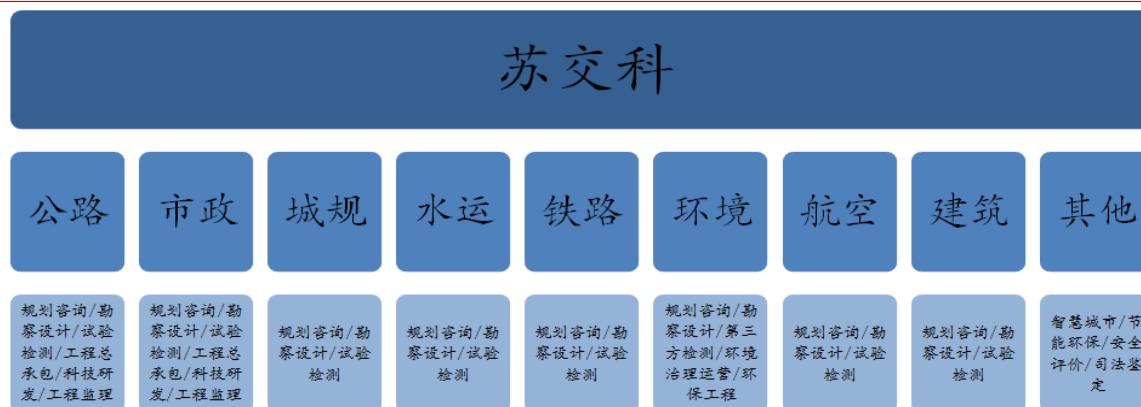 苏交科
公路
市政
城规
水运
铁路
环境
航空
建筑
其他
规划咨询/勘
察设计/试验
检测/工程总
承包/科技研
发/工程监理
规划咨询/勘
察设计/试验
检测/工程总
承包/科技研
发/工程监理
规划咨询/勘
察设计/试验
检测
规划咨询/勘
察设计/试验
检测
规划咨询/勘
察设计/试验
检测
规划咨询/勘
察设计/第三
方检测/环境
治理运营/环
保工程
规划咨询/勘
察设计/试验
检测
规划咨询/勘
察设计/试验
检测
智慧城市/节
能环保/安全
评价/司法鉴
定